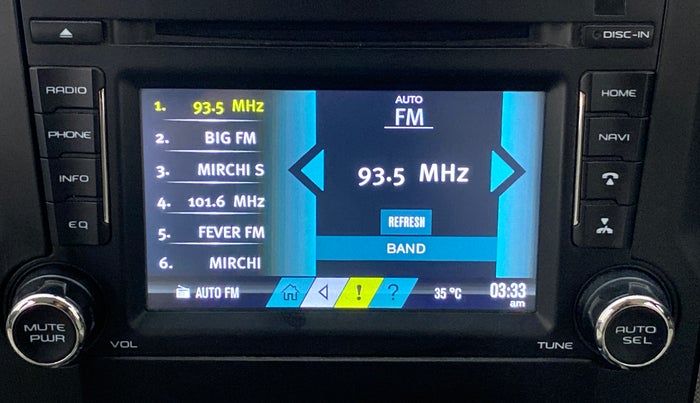 DISC-IN
RADIO
PHONE
INFO
EQ
MUTE
PWR
VOL
1. 93.5 MHz
2. BIG FM
3. MIRCHI S
4. 101.6 MHz
5. FEVER FM
6. MIRCHI
AUTO
FM
93.5 MHz
REFRESH
BAND
AUTO FM
!
?
35 °C
03:33
am
HOME
NAVI
TUNE
AUTO
SEL